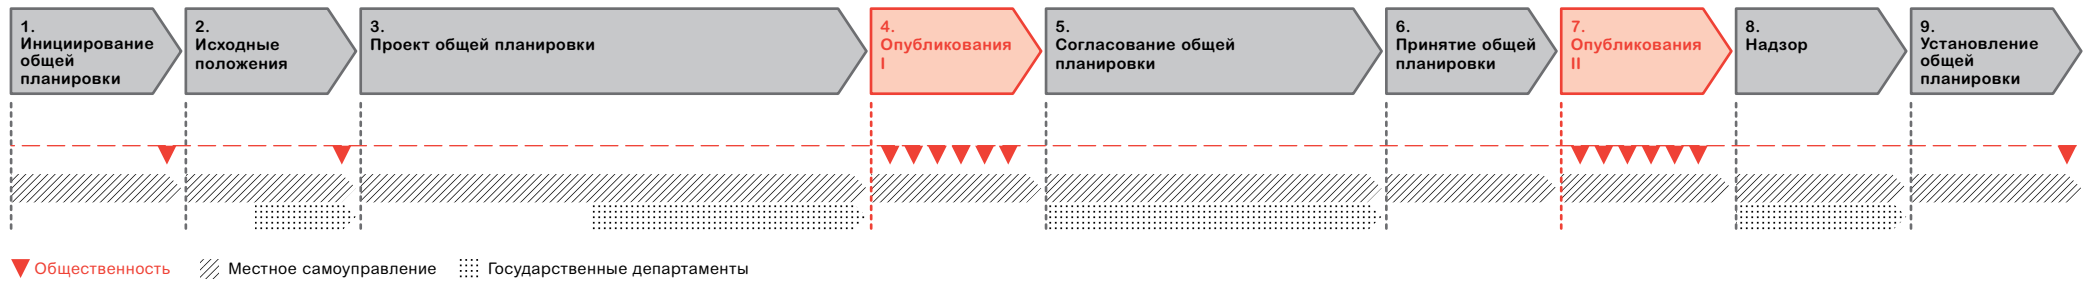 1.
Инициирование
общей
планировки
2.
Исходные
положения
3.
Проект общей планировки
4.
Опубликования
I
5.
Согласование общей
планировки
6.
Принятие общей
планировки
7.
Опубликования
II
8.
Надзор
9.
Установление
общей
планировки
Общественность
Местное самоуправление
Государственные департаменты